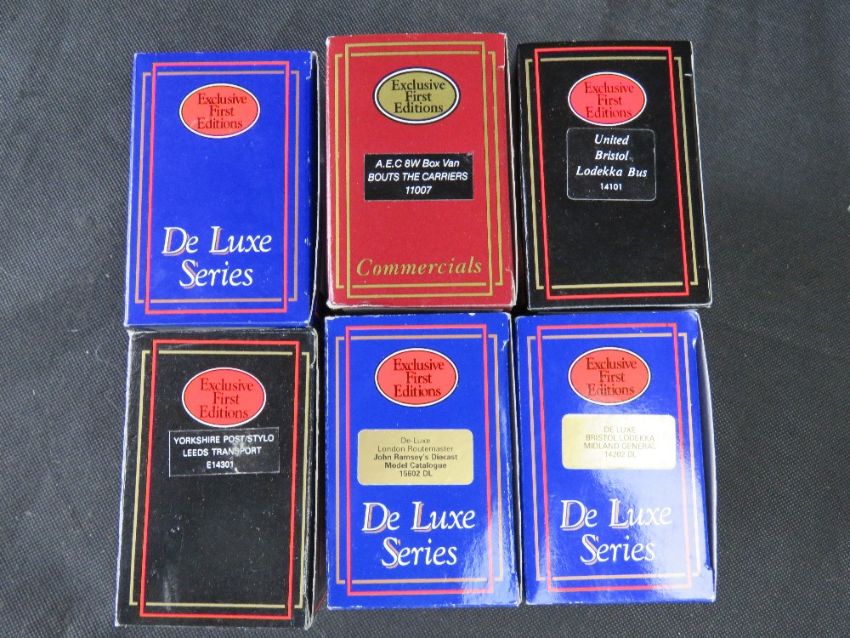 Exclusive
First
Editions
De Luxe
Series
Exclusive
First
Editions
A.E.C 8W Box Van
BOUTS THE CARRIERS
11007
Commercials
Exclusive
First
Editions
United
Bristol
Lodekka Bus
14101
Exclusive
First
Editions
YORKSHIRE POST/STYLO
LEEDS TRANSPORT
E14301
Exclusive
First
Editions
De-Luxe
London Routemaster
John Ramsey's Diecast
Model Catalogue
15602 DL
De Luxe
Series
Exclusive
First
Editions
DE LUXE
BRISTOL LODEKKA
MIDLAND GENERAL
14202 DL
De Luxe
Series